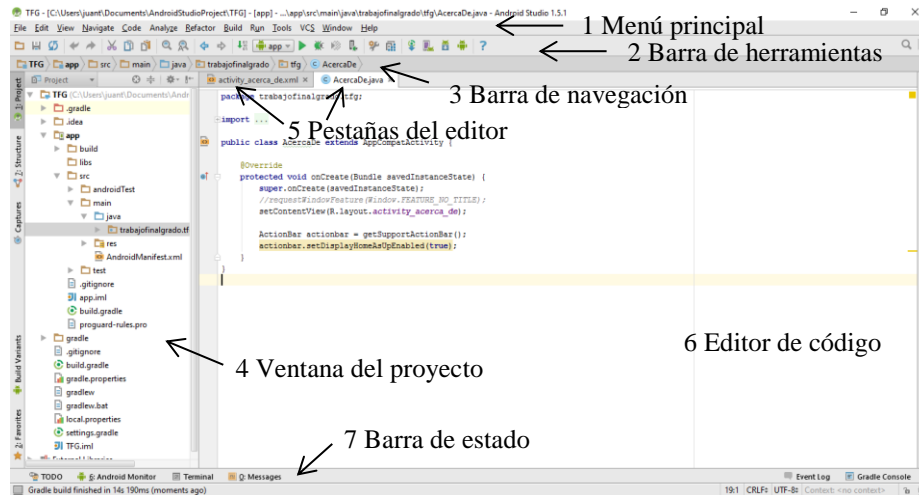 TFG - [C:\Users\juant\Documents\AndroidStudioProject\TFG] - [app] - ...\app\src\main\java\trabajofinalgrado\tfg\AcercaDe.java - Android Studio 1.5.1
File Edit View Navigate Code Analyze Refactor Build Run Tools VCS Window Help
1 Menú principal
app
2 Barra de herramientas
TFG app src main java trabajofinalgrado tfg AcercaDe
3 Barra de navegación
1: Project
2: Structure
Captures
Build Variants
2: Favorites
Project
TFG (C:\Users\juant\Documents\Andr
.gradle
.idea
app
build
libs
src
androidTest
main
java
trabajofinalgrado.tf
res
AndroidManifest.xml
test
.gitignore
app.iml
build.gradle
proguard-rules.pro
gradle
.gitignore
build.gradle
gradle.properties
gradlew
gradlew.bat
local.properties
settings.gradle
TFG.iml
External Libraries
4 Ventana del proyecto
activity_acerca_de.xml × AcercaDe.java ×
5 Pestañas del editor
package trabajofinalgrado.tfg;
import ...
public class AcercaDe extends AppCompatActivity {
@Override
protected void onCreate(Bundle savedInstanceState) {
super.onCreate(savedInstanceState);
//requestWindowFeature(Window.FEATURE_NO_TITLE);
setContentView(R.layout.activity_acerca_de);
ActionBar actionbar = getSupportActionBar();
actionbar.setDisplayHomeAsUpEnabled(true);
}
}
6 Editor de código
7 Barra de estado
TODO 6: Android Monitor Terminal 0: Messages Event Log Gradle Console
Gradle build finished in 14s 190ms (moments ago) 19:1 CRLF÷ UTF-8÷ Context: <no context>